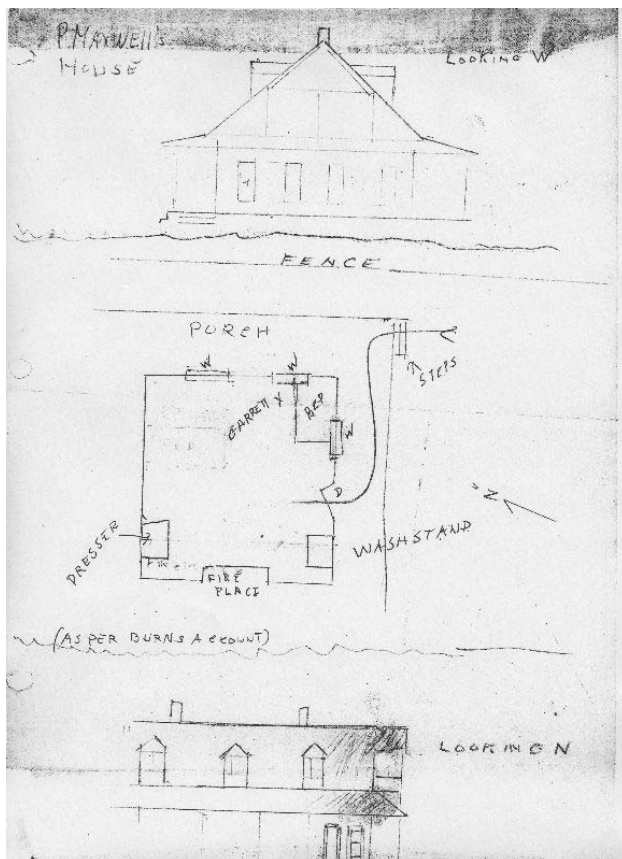 P. MAXWELL'S
HOUSE
LOOKING W
FENCE
PORCH
W
W
STEPS
GARRETT X
BED
W
D
N
DRESSER
WASHSTAND
FIRE
PLACE
(AS PER BURNS ACCOUNT)
LOOKING N